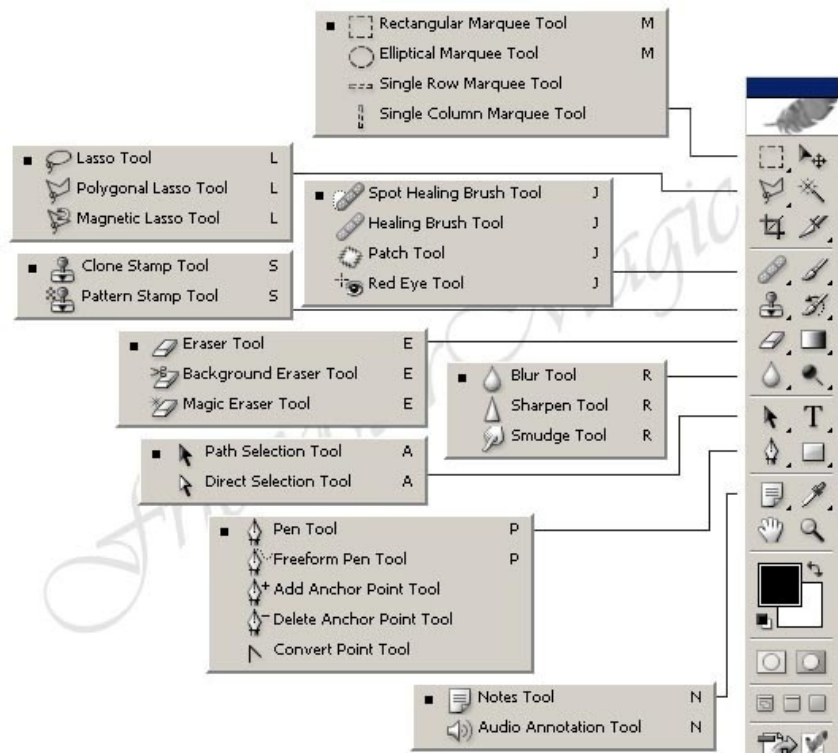 Rectangular Marquee Tool M
Elliptical Marquee Tool M
Single Row Marquee Tool
Single Column Marquee Tool
Lasso Tool L
Polygonal Lasso Tool L
Magnetic Lasso Tool L
Spot Healing Brush Tool J
Healing Brush Tool J
Patch Tool J
Red Eye Tool J
Clone Stamp Tool S
Pattern Stamp Tool S
Eraser Tool E
Background Eraser Tool E
Magic Eraser Tool E
Blur Tool R
Sharpen Tool R
Smudge Tool R
Path Selection Tool A
Direct Selection Tool A
T
Pen Tool P
Freeform Pen Tool P
Add Anchor Point Tool
Delete Anchor Point Tool
Convert Point Tool
Notes Tool N
Audio Annotation Tool N